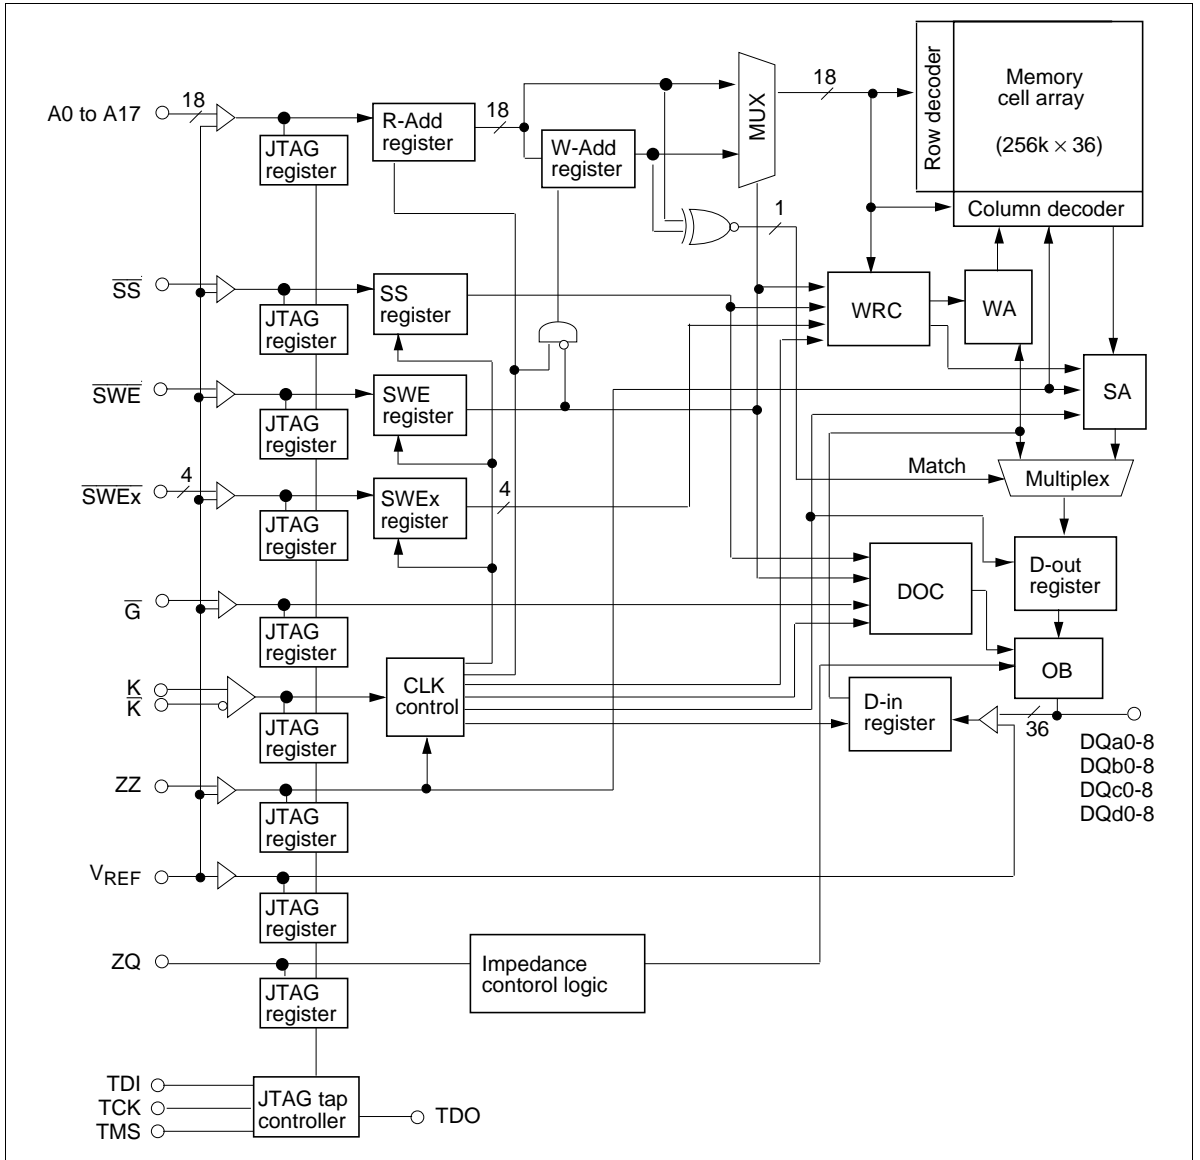 A0 to A17
18
JTAG
register
R-Add
register
18
W-Add
register
MUX
18
Row decoder
Memory
cell array
(256k × 36)
Column decoder
1
S̅S̅
JTAG
register
SS
register
WRC
WA
SA
S̅W̅E̅
JTAG
register
SWE
register
S̅W̅E̅x̅
4
JTAG
register
SWEx
register
4
Match
Multiplex
G̅
JTAG
register
DOC
D-out
register
OB
K
K̅
JTAG
register
CLK
control
D-in
register
36
DQa0-8
DQb0-8
DQc0-8
DQd0-8
ZZ
JTAG
register
VREF
JTAG
register
ZQ
JTAG
register
Impedance
contorol logic
TDI
TCK
TMS
JTAG tap
controller
TDO